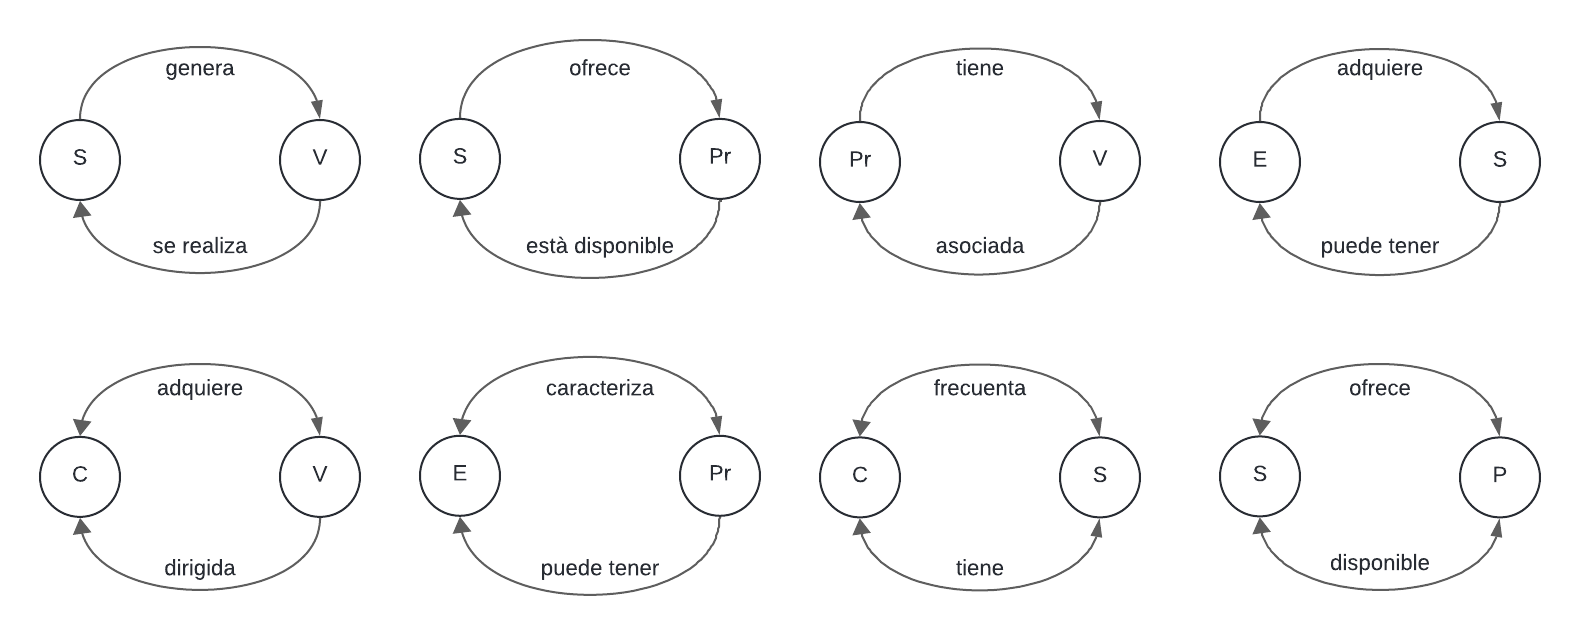 genera
S
V
se realiza
ofrece
S
Pr
està disponible
tiene
Pr
V
asociada
adquiere
E
S
puede tener
adquiere
C
V
dirigida
caracteriza
E
Pr
puede tener
frecuenta
C
S
tiene
ofrece
S
P
disponible